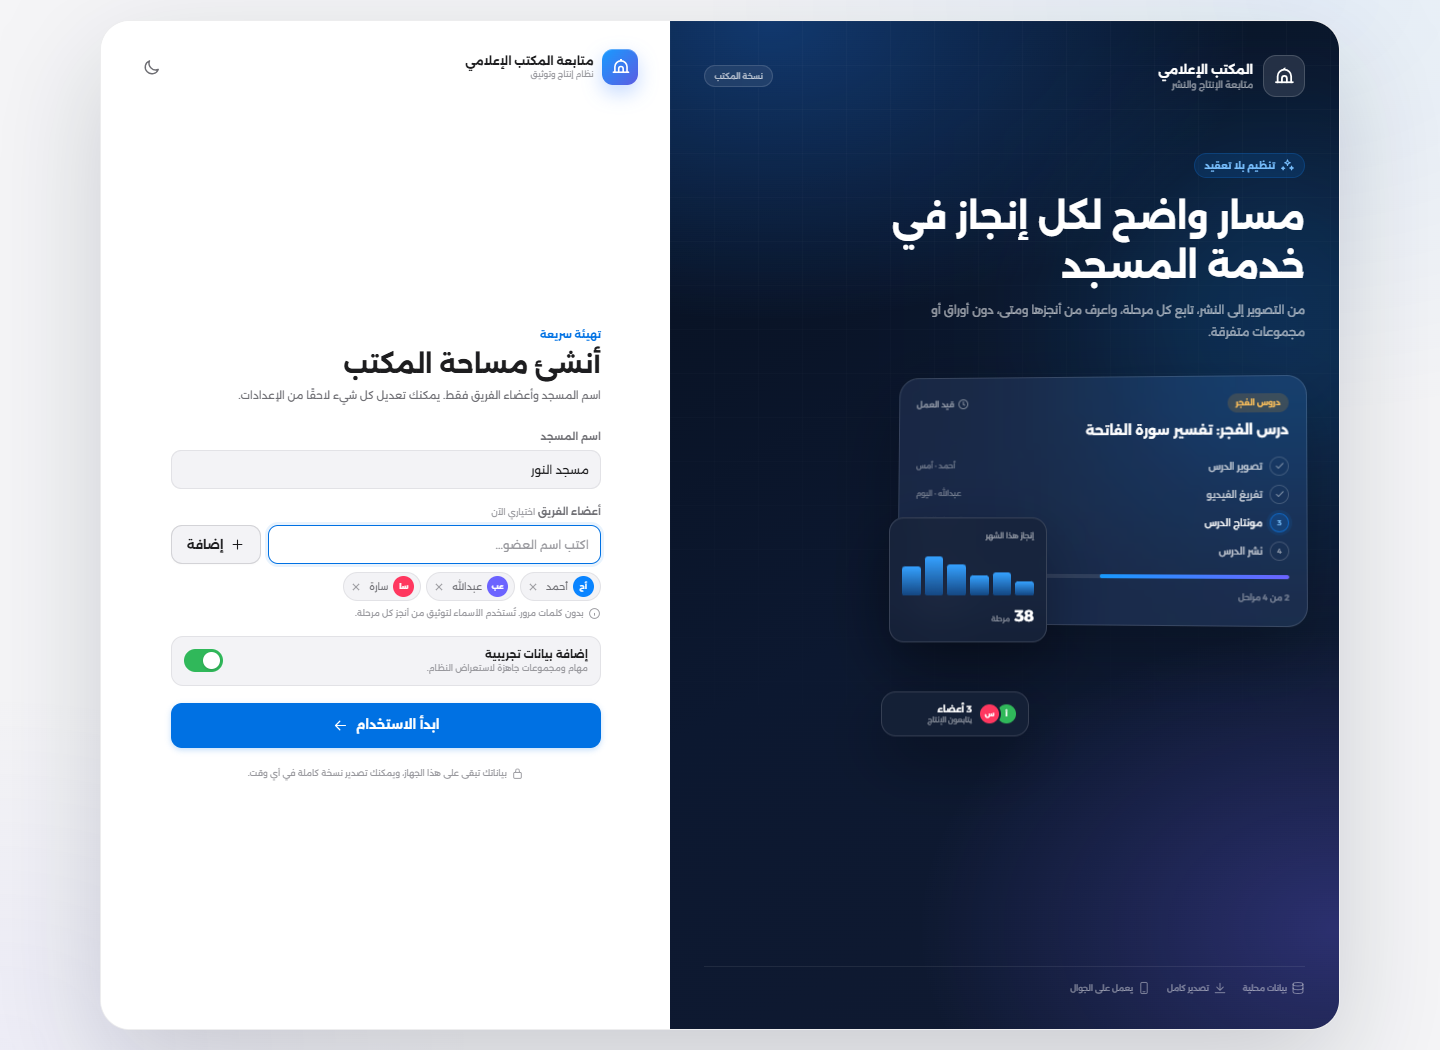 المكتب الإعلامي
متابعة الإنتاج والنشر
نسخة المكتب
تنظيم بلا تعقيد
مسار واضح لكل إنجاز في
خدمة المسجد
من التصوير إلى النشر، تابع كل مرحلة، واعرف من أنجزها ومتى، دون أوراق أو
مجموعات متفرقة.
دروس الفجر
قيد العمل
درس الفجر: تفسير سورة الفاتحة
تصوير الدرس
أحمد · أمس
تفريغ الفيديو
عبدالله · اليوم
3 مونتاج الدرس
4 نشر الدرس
2 من 4 مراحل
إنجاز هذا الشهر
38 مرحلة
أ
س
3 أعضاء
يتابعون الإنتاج
بيانات محلية
تصدير كامل
يعمل على الجوال
متابعة المكتب الإعلامي
نظام إنتاج وتوثيق
تهيئة سريعة
أنشئ مساحة المكتب
اسم المسجد وأعضاء الفريق فقط. يمكنك تعديل كل شيء لاحقًا من الإعدادات.
اسم المسجد
مسجد النور
أعضاء الفريق اختياري الآن
اكتب اسم العضو...
+ إضافة
أح أحمد ×
عب عبدالله ×
سا سارة ×
بدون كلمات مرور. تُستخدم الأسماء لتوثيق من أنجز كل مرحلة.
إضافة بيانات تجريبية
مهام ومجموعات جاهزة لاستعراض النظام.
ابدأ الاستخدام
بياناتك تبقى على هذا الجهاز، ويمكنك تصدير نسخة كاملة في أي وقت.